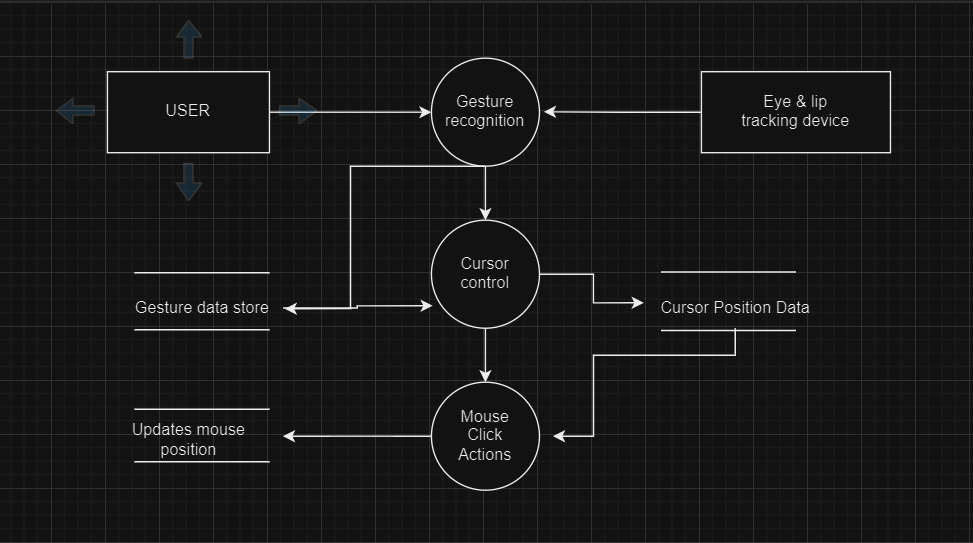 USER
Gesture
recognition
Eye & lip
tracking device
Cursor
control
Gesture data store
Cursor Position Data
Mouse
Click
Actions
Updates mouse
position